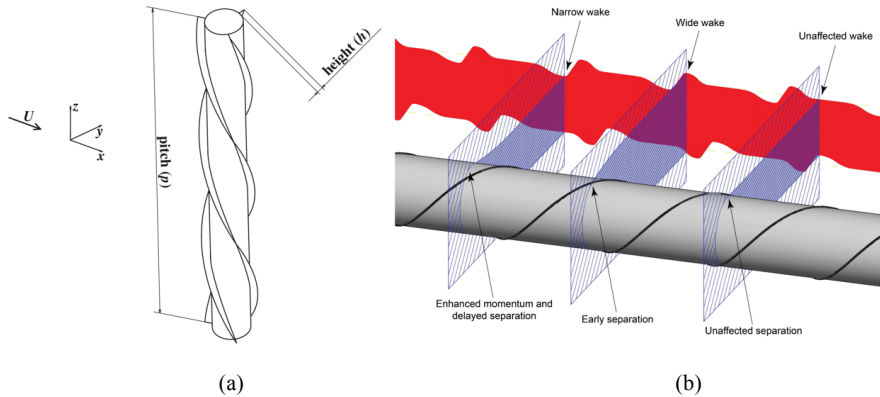 height (h)
U
z
y
x
pitch (p)
(a)
Narrow wake
Wide wake
Unaffected wake
Enhanced momentum and
delayed separation
Early separation
Unaffected separation
(b)